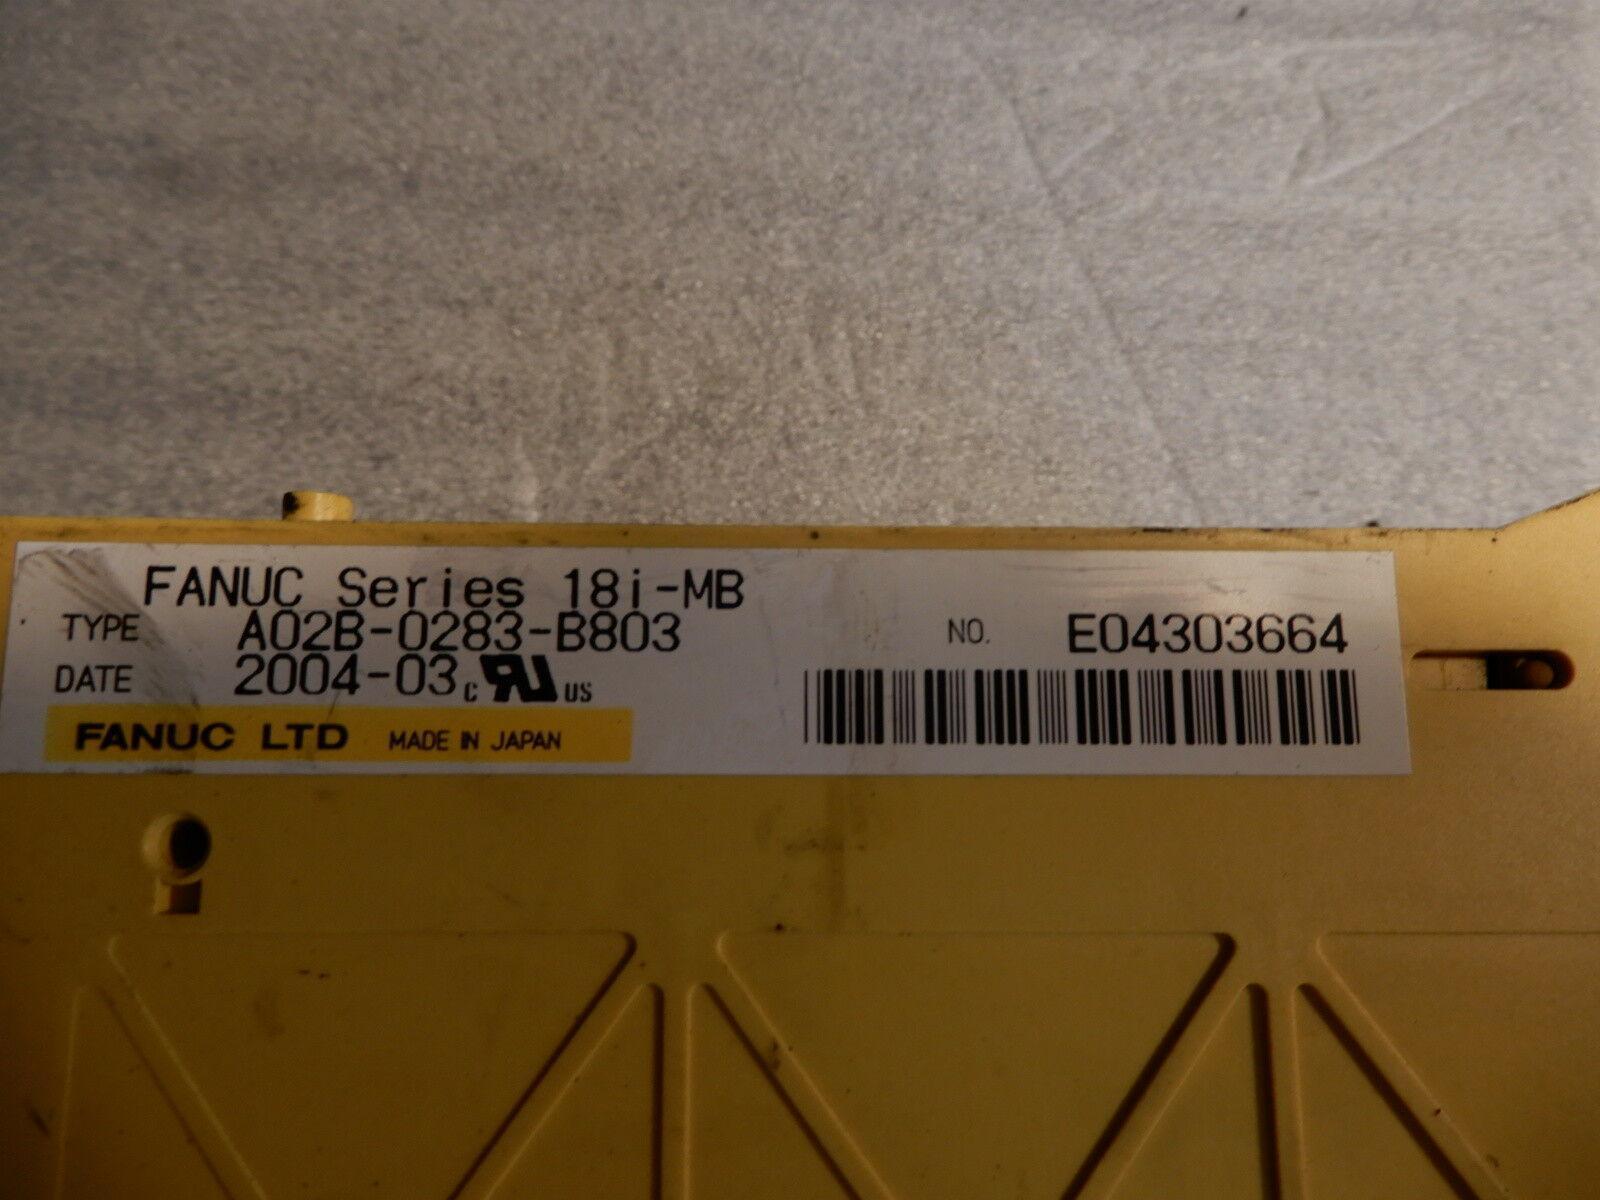 FANUC Series 18i-MB
TYPE A02B-0283-B803 NO. E04303664
DATE 2004-03 c RU US
FANUC LTD MADE IN JAPAN